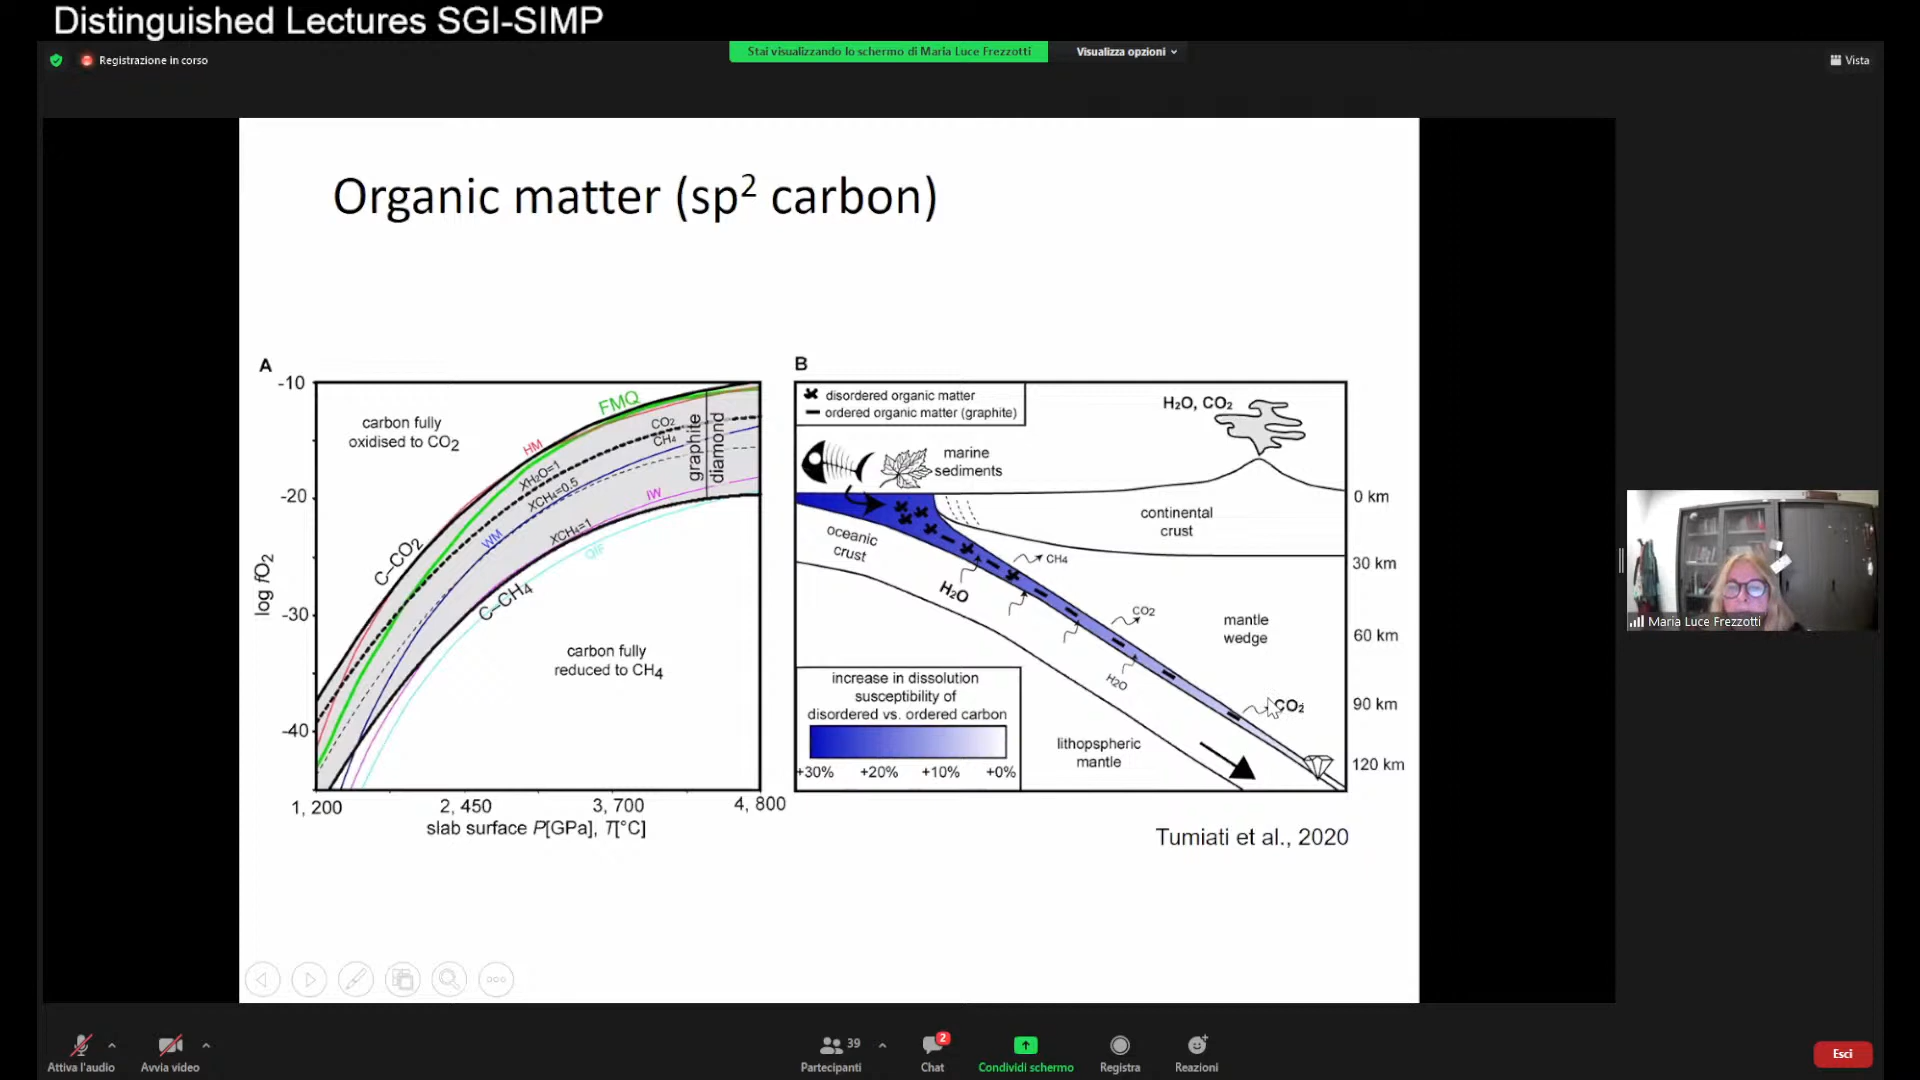 Distinguished Lectures SGI-SIMP
Stai visualizzando lo schermo di Maria Luce Frezzotti
Visualizza opzioni
Registrazione in corso
Vista
Organic matter (sp2 carbon)
A
-10
-20
-30
-40
log fO2
carbon fully
oxidised to CO2
HM
FMQ
CO2
CH4
graphite
diamond
XH2O=1
XCH4=0.5
IW
WM
XCH4=1
QIF
C–CO2
C–CH4
carbon fully
reduced to CH4
1, 200
2, 450
3, 700
4, 800
slab surface P[GPa], T[°C]
B
disordered organic matter
ordered organic matter (graphite)
H2O, CO2
marine
sediments
0 km
continental
crust
oceanic
crust
CH4
30 km
H2O
CO2
mantle
wedge
60 km
H2O
CO2
90 km
increase in dissolution
susceptibility of
disordered vs. ordered carbon
+30%
+20%
+10%
+0%
lithopspheric
mantle
120 km
Tumiati et al., 2020
Maria Luce Frezzotti
Attiva l'audio
Avvia video
39
Partecipanti
2
Chat
Condividi schermo
Registra
Reazioni
Esci